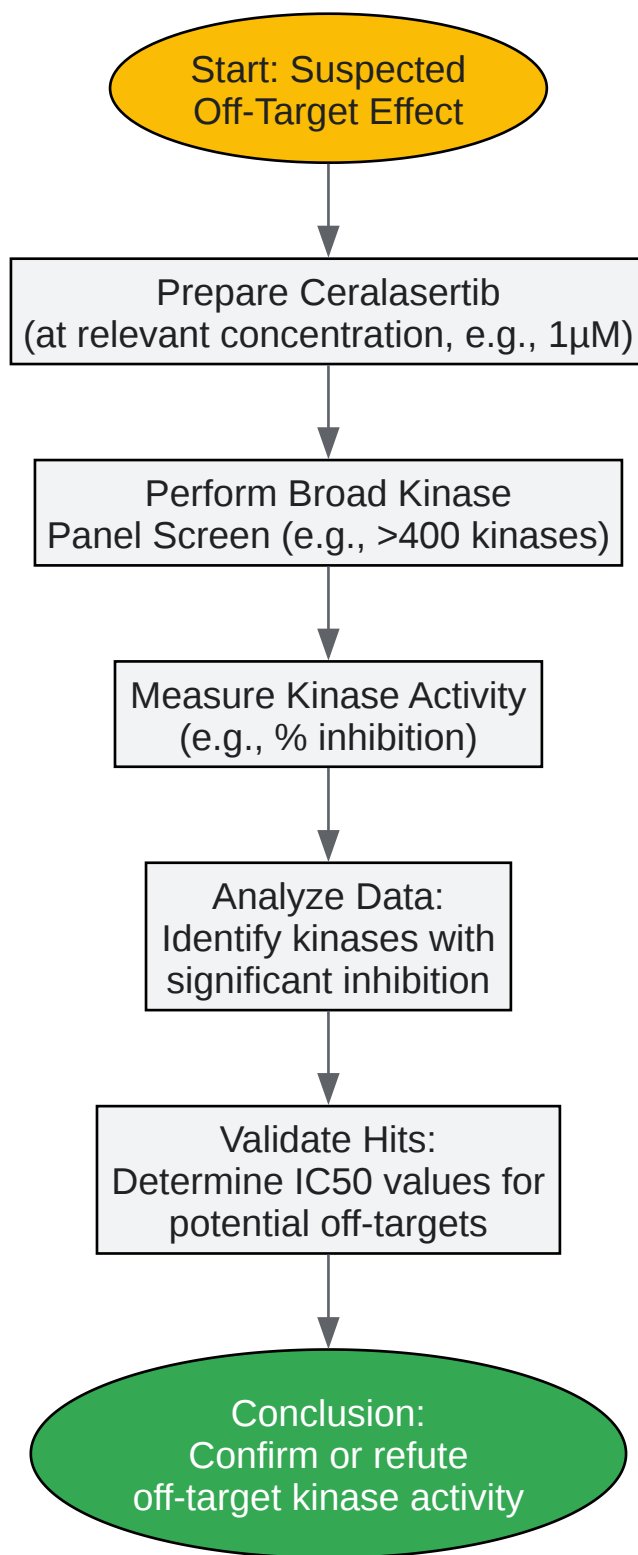 Start: Suspected
Off-Target Effect
Prepare Ceralasertib
(at relevant concentration, e.g., 1µM)
Perform Broad Kinase
Panel Screen (e.g., >400 kinases)
Measure Kinase Activity
(e.g., % inhibition)
Analyze Data:
Identify kinases with
significant inhibition
Validate Hits:
Determine IC50 values for
potential off-targets
Conclusion:
Confirm or refute
off-target kinase activity